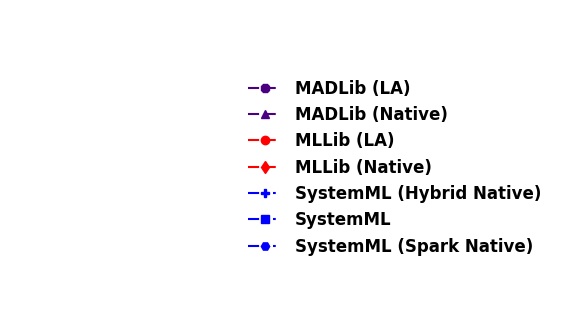 MADLib (LA)
MADLib (Native)
MLLib (LA)
MLLib (Native)
SystemML (Hybrid Native)
SystemML
SystemML (Spark Native)